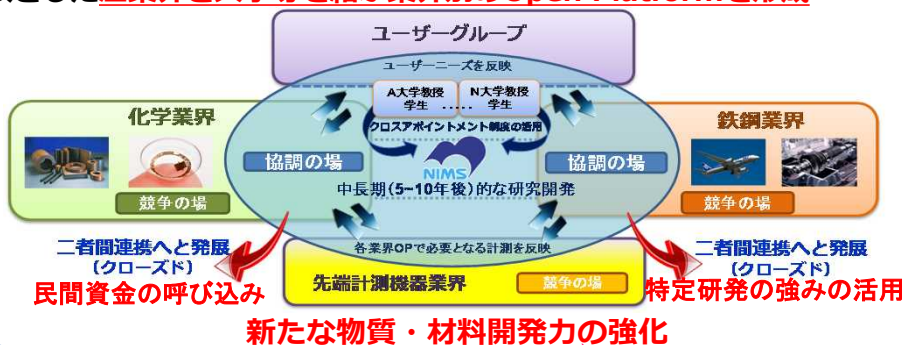 ユーザーグループ
ユーザーニーズを反映
A大学教授 学生
.....
N大学教授 学生
クロスアポイントメント制度の活用
化学業界
鉄鋼業界
協調の場
NIMS
協調の場
中長期(5~10年後)的な研究開発
競争の場
競争の場
二者間連携へと発展
(クローズド)
民間資金の呼び込み
各業界OPで必要となる計測を反映
先端計測機器業界
競争の場
二者間連携へと発展
(クローズド)
特定研発の強みの活用
新たな物質・材料開発力の強化